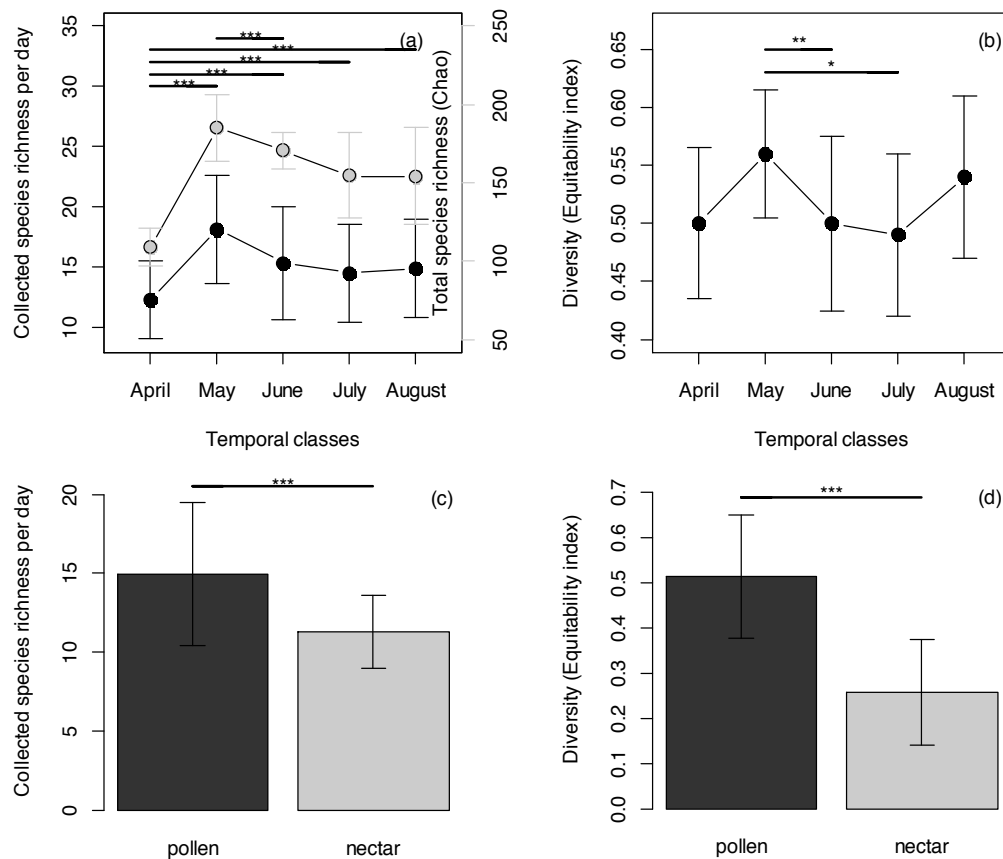 (a)
Collected species richness per day
35
30
25
20
15
10
***
***
***
***
***
Total species richness (Chao)
250
200
150
100
50
April May June July August
Temporal classes
(b)
Diversity (Equitability index)
0.65
0.60
0.55
0.50
0.45
0.40
**
*
April May June July August
Temporal classes
(c)
Collected species richness per day
20
15
10
5
0
***
pollen nectar
(d)
Diversity (Equitability index)
0.7
0.6
0.5
0.4
0.3
0.2
0.1
0.0
***
pollen nectar